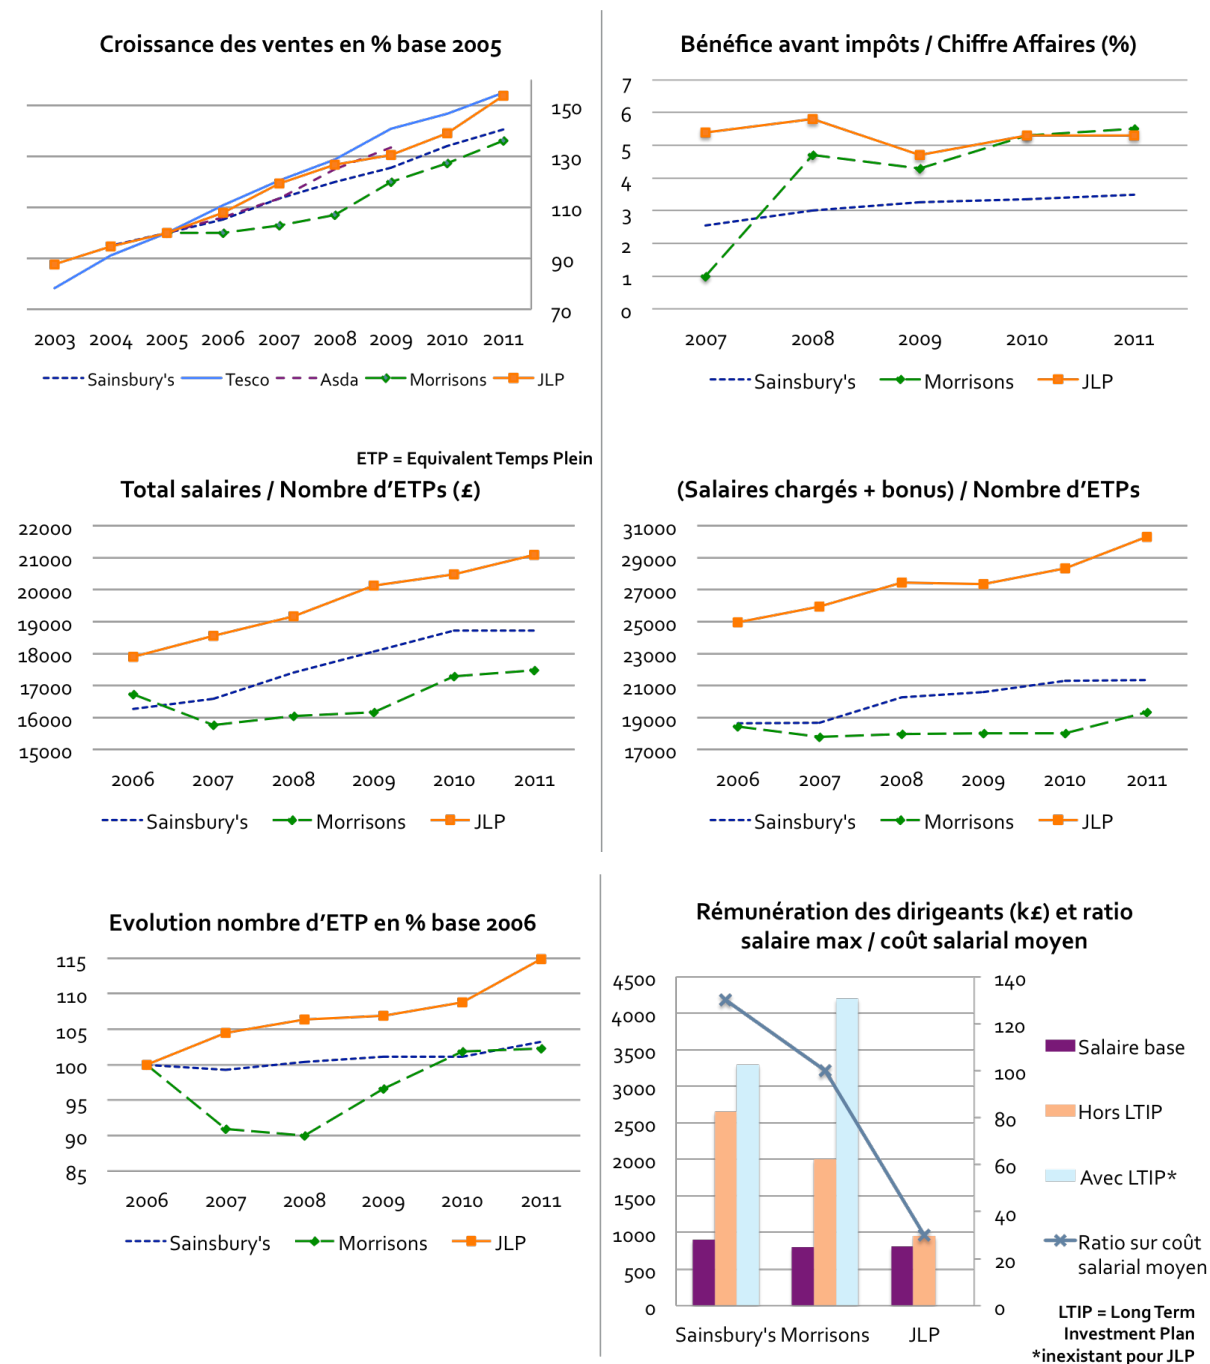 Croissance des ventes en % base 2005
150
130
110
90
70
2003 2004 2005 2006 2007 2008 2009 2010 2011
Sainsbury's Tesco Asda Morrisons JLP
Bénéfice avant impôts / Chiffre Affaires (%)
7
6
5
4
3
2
1
0
2007 2008 2009 2010 2011
Sainsbury's Morrisons JLP
ETP = Equivalent Temps Plein
Total salaires / Nombre d’ETPs (£)
22000
21000
20000
19000
18000
17000
16000
15000
2006 2007 2008 2009 2010 2011
Sainsbury's Morrisons JLP
(Salaires chargés + bonus) / Nombre d’ETPs
31000
29000
27000
25000
23000
21000
19000
17000
2006 2007 2008 2009 2010 2011
Sainsbury's Morrisons JLP
Evolution nombre d’ETP en % base 2006
115
110
105
100
95
90
85
2006 2007 2008 2009 2010 2011
Sainsbury's Morrisons JLP
Rémunération des dirigeants (k£) et ratio
salaire max / coût salarial moyen
4500
4000
3500
3000
2500
2000
1500
1000
500
0
140
120
100
80
60
40
20
0
Sainsbury's Morrisons JLP
Salaire base
Hors LTIP
Avec LTIP*
Ratio sur coût
salarial moyen
LTIP = Long Term
Investment Plan
*inexistant pour JLP